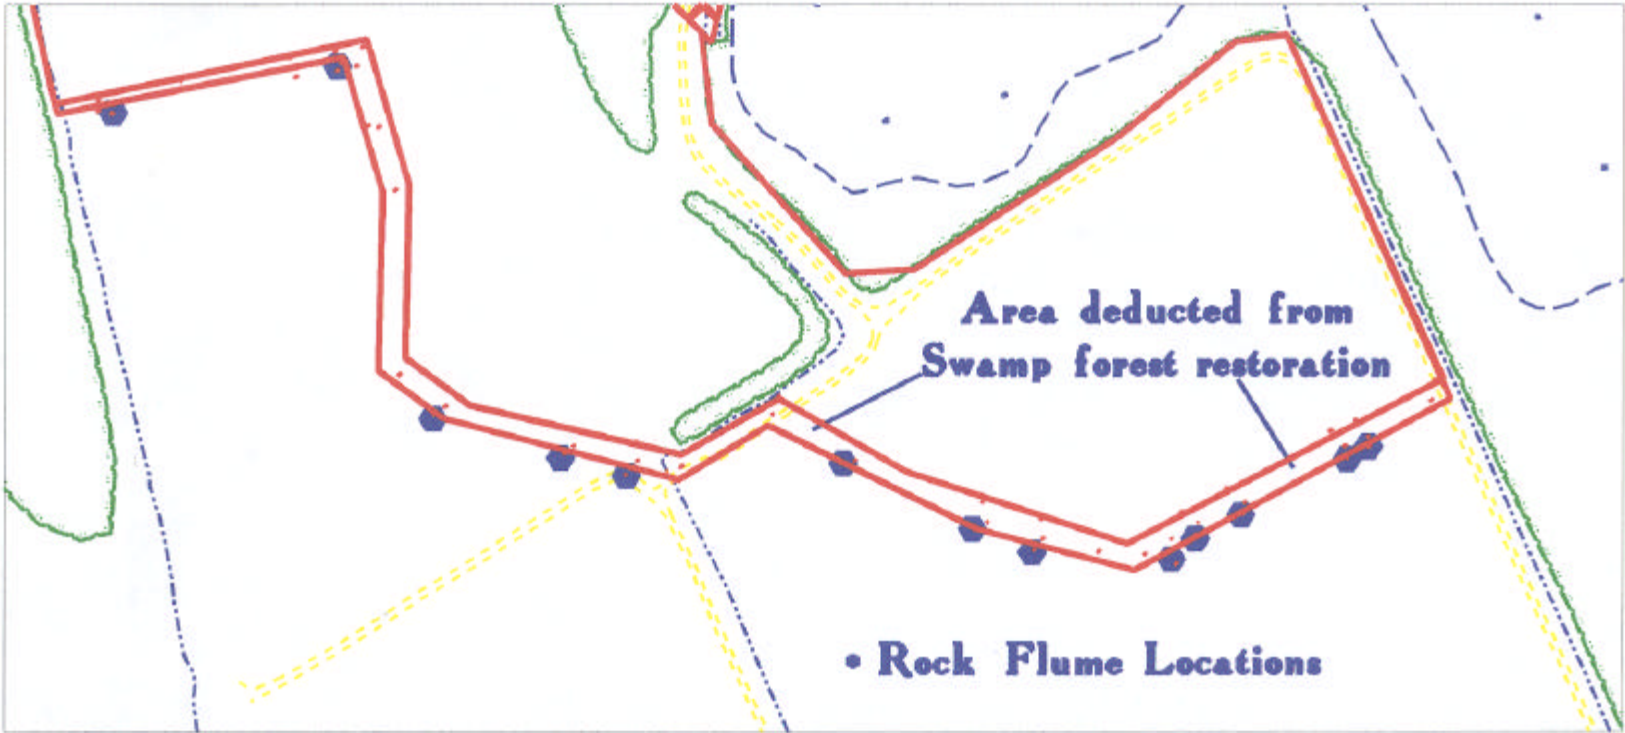 Area deducted from
Swamp forest restoration
Rock Flume Locations